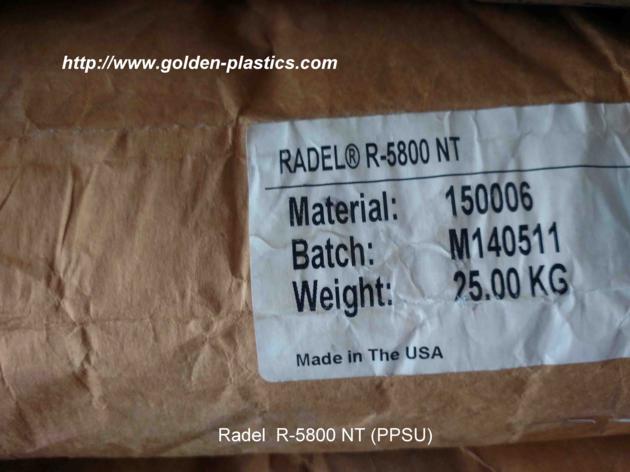 http://www.golden-plastics.com
RADEL® R-5800 NT
Material: 150006
Batch: M140511
Weight: 25.00 KG
Made in The USA
Radel R-5800 NT (PPSU)